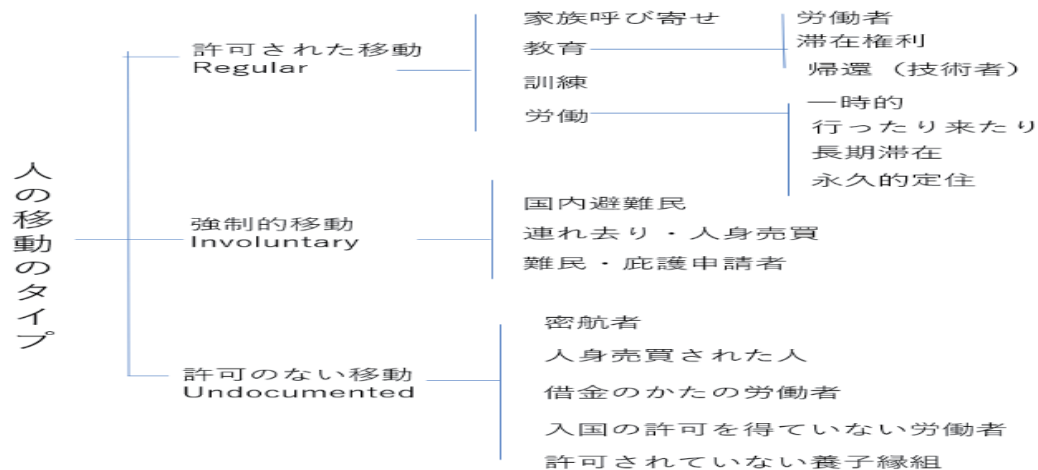 人の移動のタイプ
許可された移動
Regular
家族呼び寄せ
教育
訓練
労働
労働者
滞在権利
帰還（技術者）
一時的
行ったり来たり
長期滞在
永久的定住
強制的移動
Involuntary
国内避難民
連れ去り・人身売買
難民・庇護申請者
許可のない移動
Undocumented
密航者
人身売買された人
借金のかたの労働者
入国の許可を得ていない労働者
許可されていない養子縁組